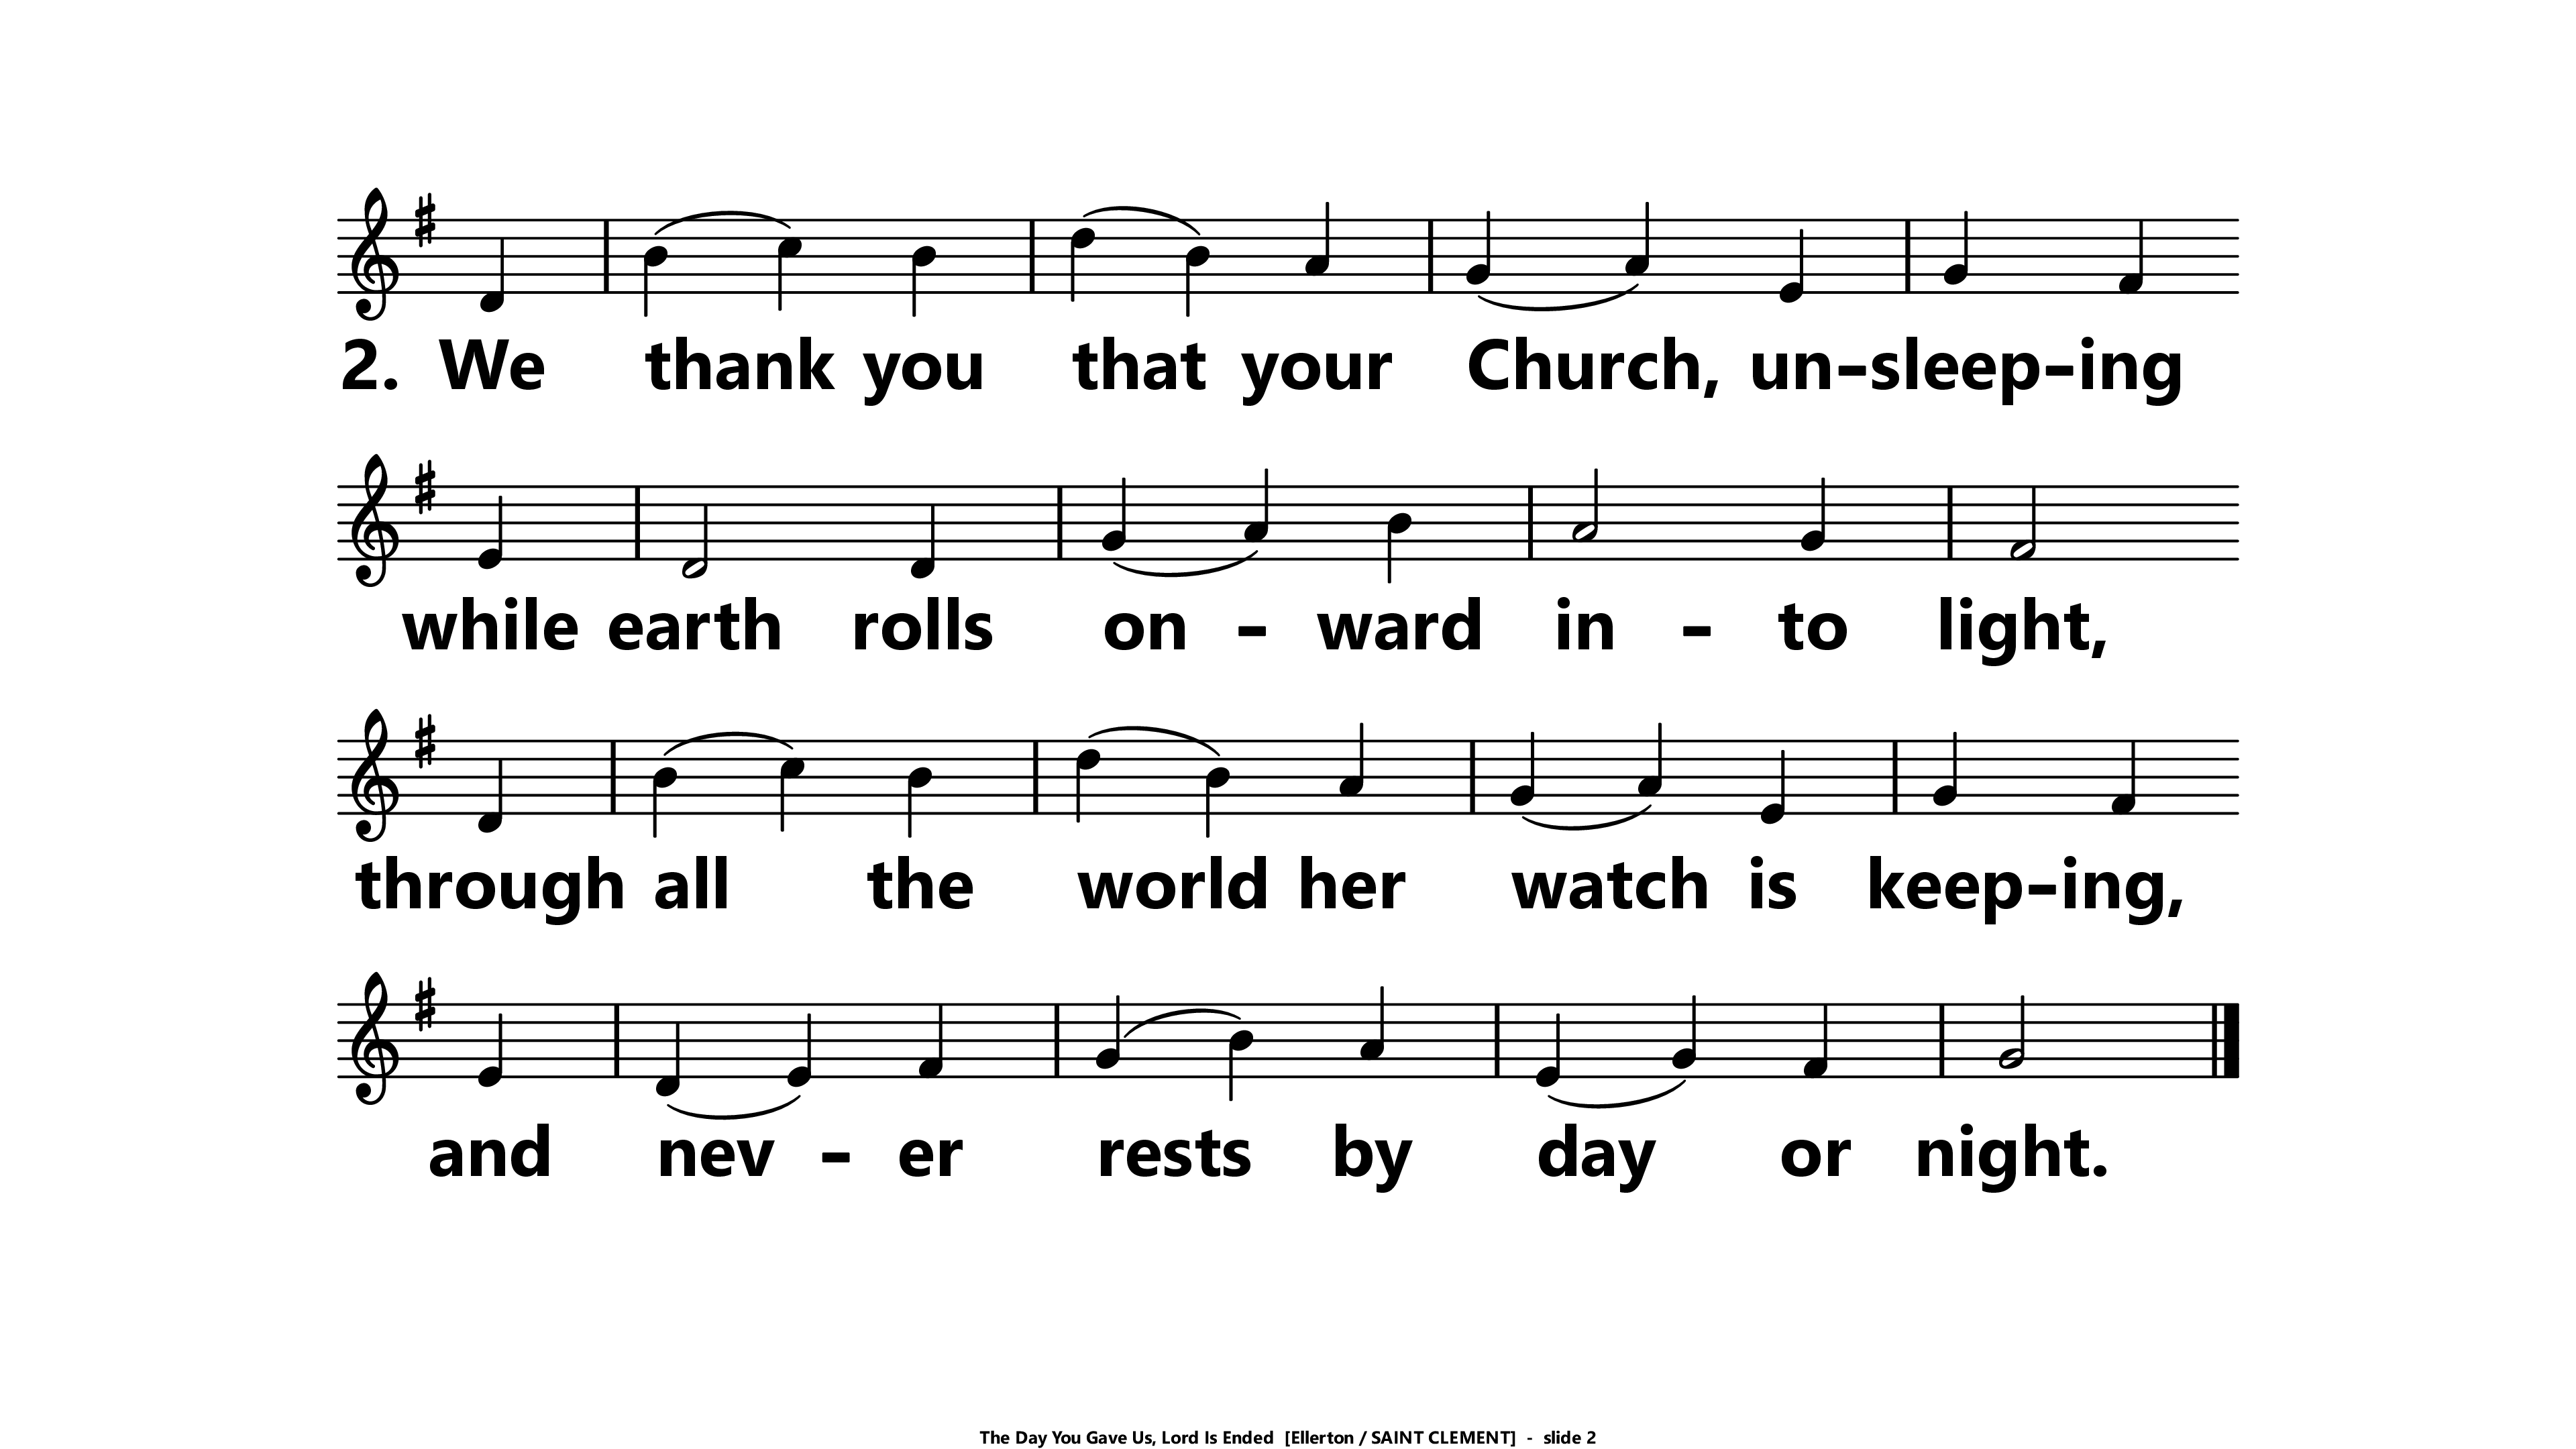 2. We thank you that your Church, un-sleep-ing
while earth rolls on - ward in - to light,
through all the world her watch is keep-ing,
and nev - er rests by day or night.
The Day You Gave Us, Lord Is Ended [Ellerton / SAINT CLEMENT] - slide 2